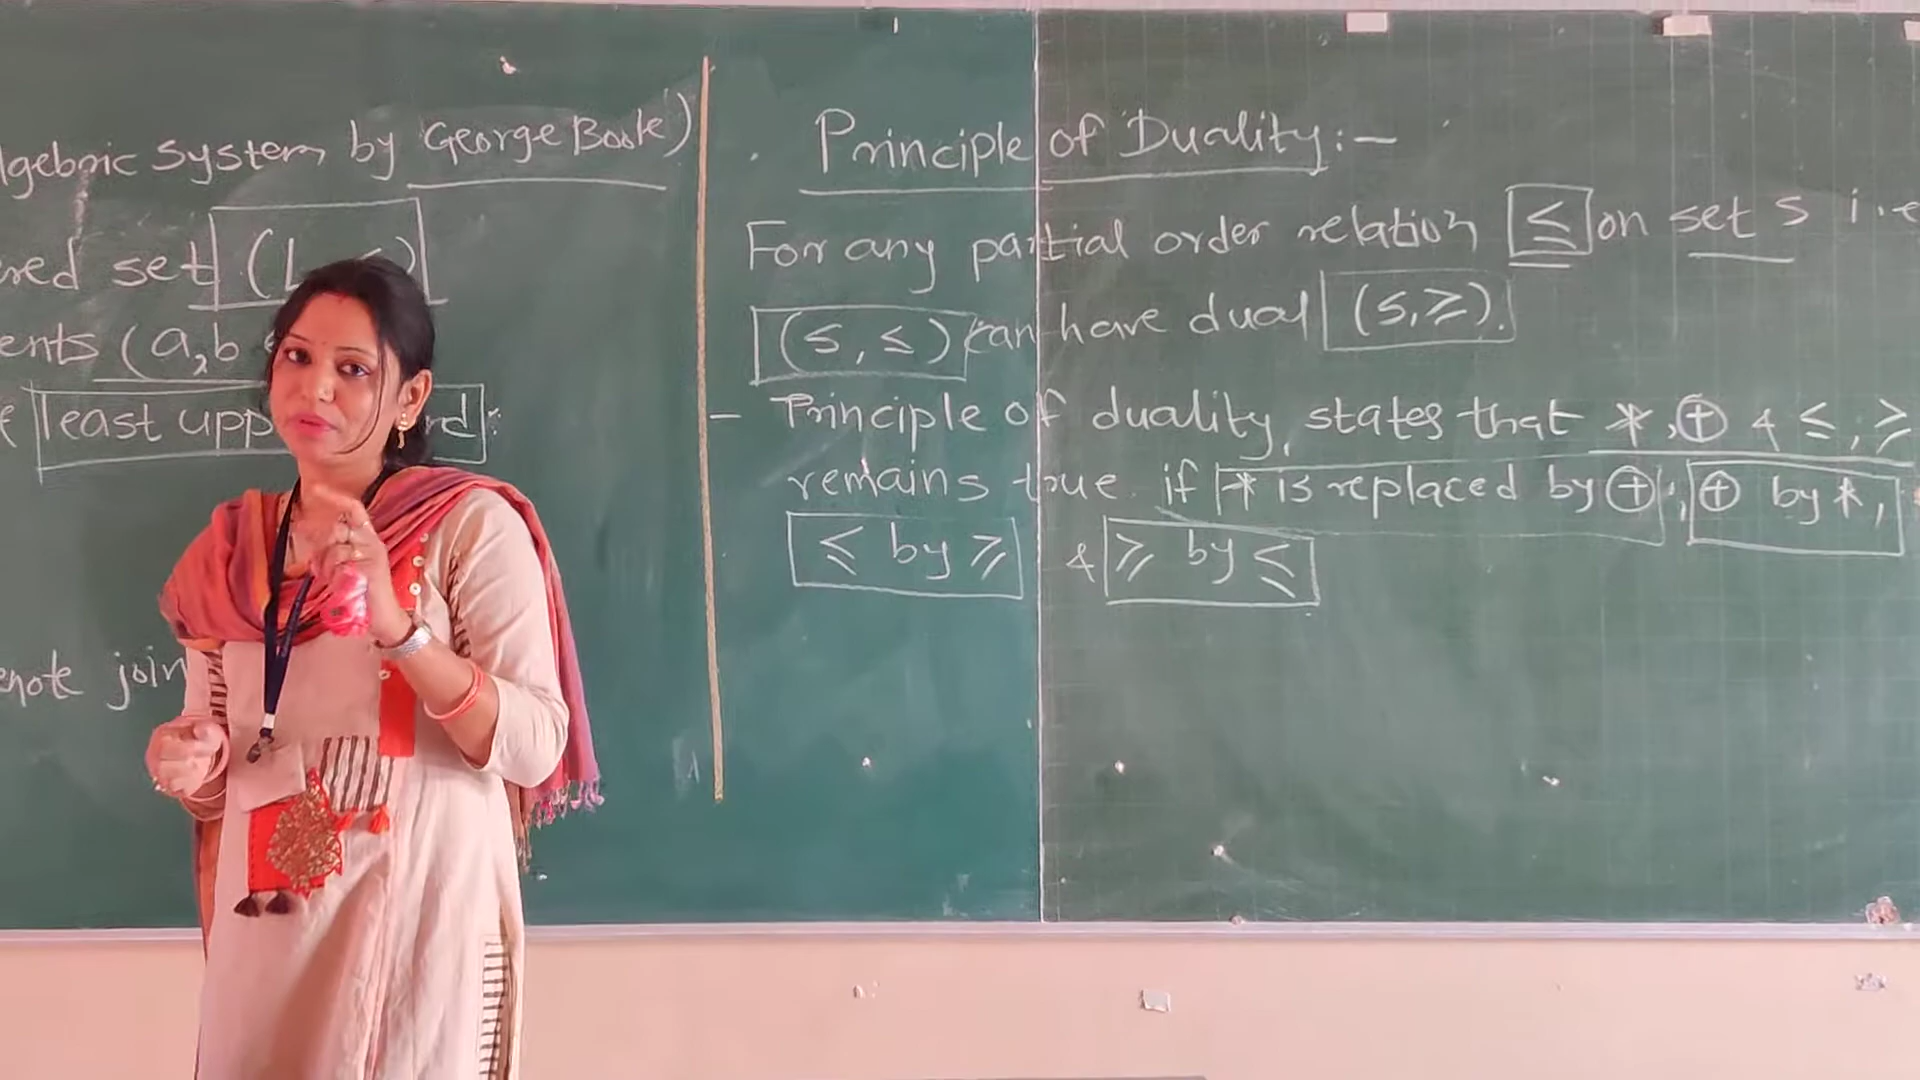 lgebric system by George Boole)
ered set (L, ≤)
ents (a,b
least upp rd:
enote join
Principle of Duality:-
For any partial order relation ≤ on set S i.e
(S, ≤) can have dual (S, ≥).
- Principle of duality, states that *, ⊕ & ≤, ≥
remains true if * is replaced by ⊕; ⊕ by *,
≤ by ≥ & ≥ by ≤